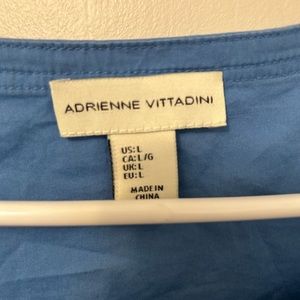 ADRIENNE VITTADINI
US:L
CA:L/G
UK:L
EU:L
MADE IN
CHINA